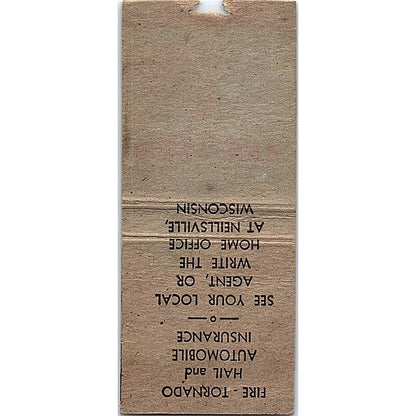 FIRE - TORNADO
HAIL and
AUTOMOBILE
INSURANCE
— o —
SEE YOUR LOCAL
AGENT, OR
WRITE THE
HOME OFFICE
AT NEILLSVILLE,
WISCONSIN